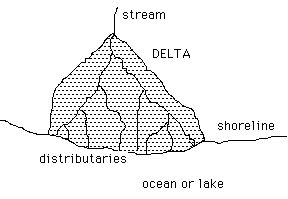 stream
DELTA
shoreline
distributaries
ocean or lake